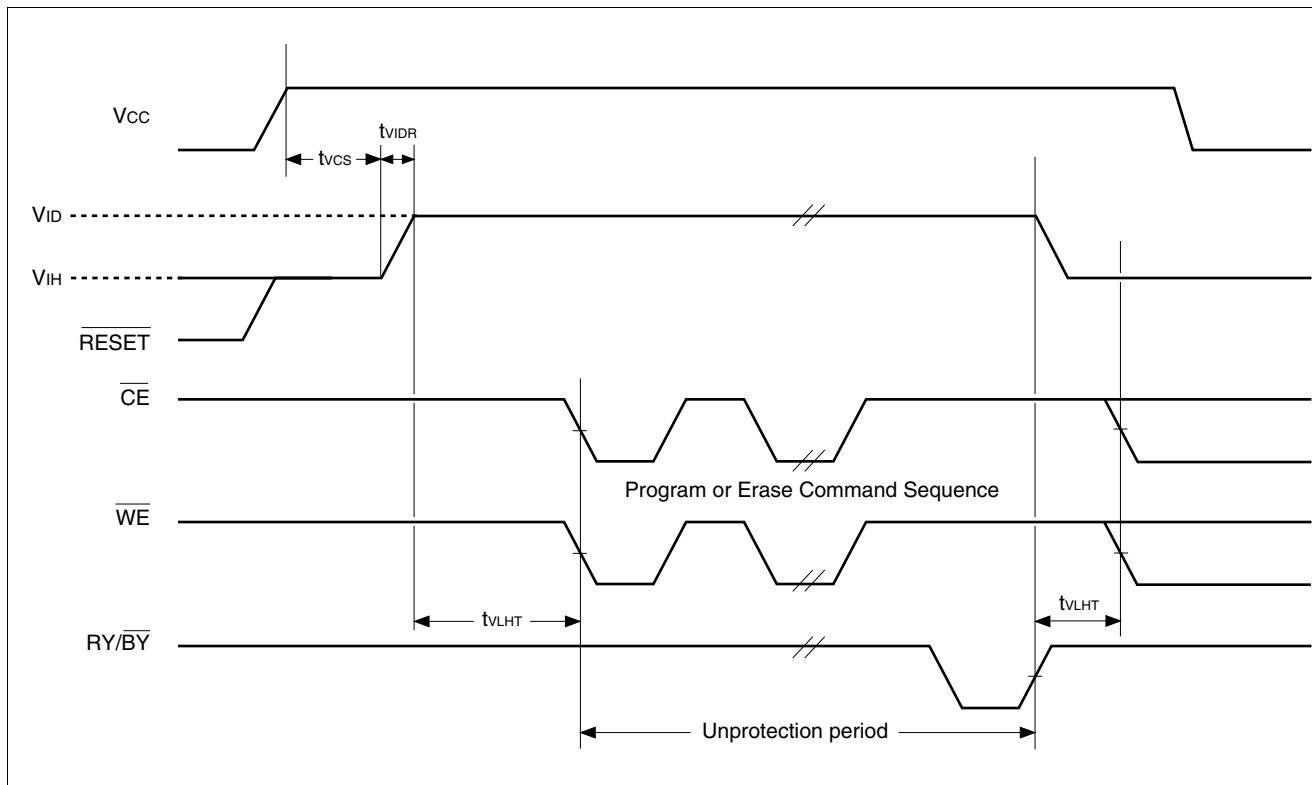 VCC
tVIDR
tVCS
VID
VIH
RESET
CE
Program or Erase Command Sequence
WE
tVLHT
tVLHT
RY/BY
Unprotection period